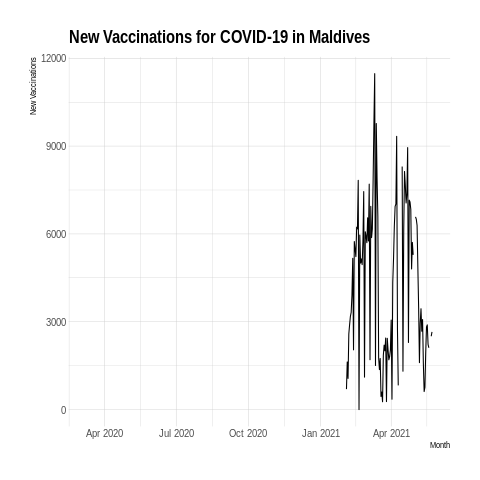 New Vaccinations for COVID-19 in Maldives
New Vaccinations
12000
9000
6000
3000
0
Apr 2020 Jul 2020 Oct 2020 Jan 2021 Apr 2021
Month